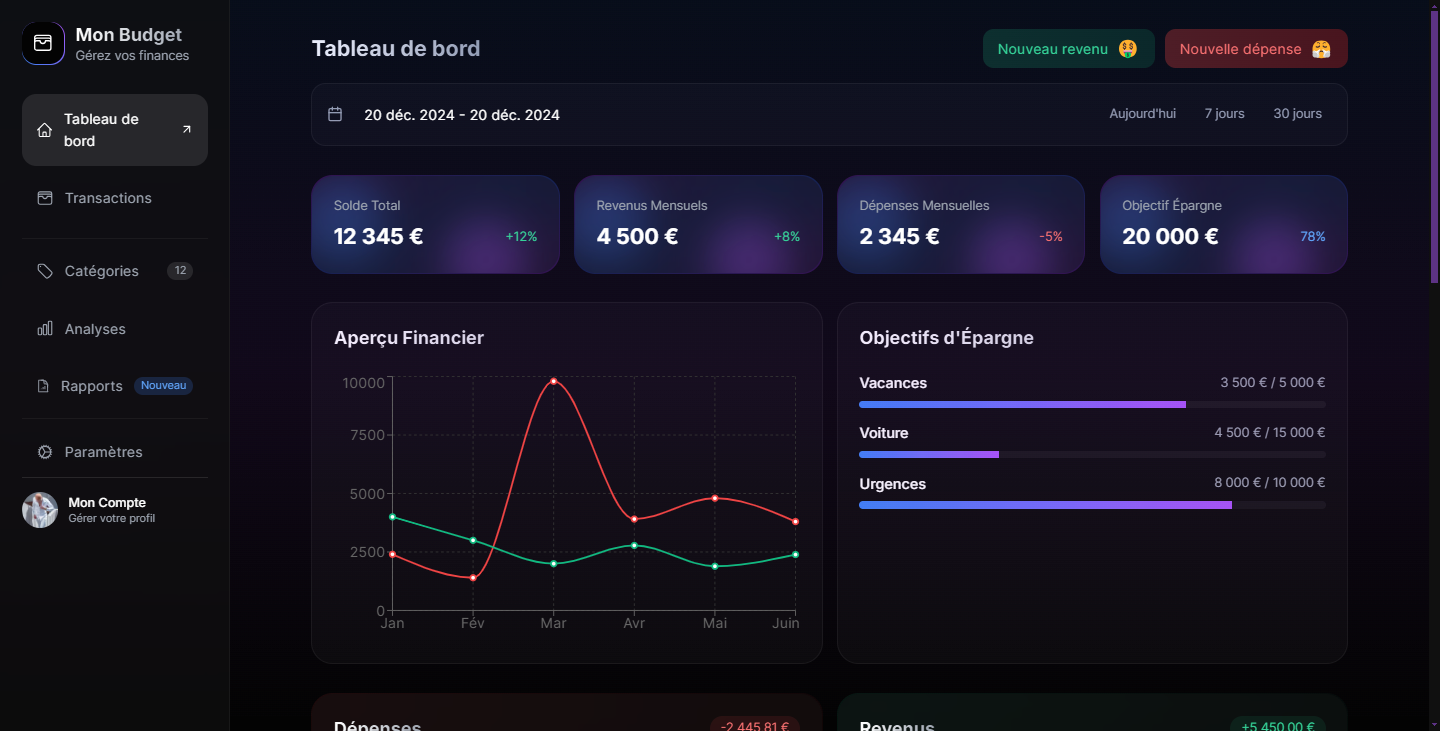 Mon Budget
Gérez vos finances
Tableau de
bord
Transactions
Catégories 12
Analyses
Rapports Nouveau
Paramètres
Mon Compte
Gérer votre profil
Tableau de bord
Nouveau revenu 🤑
Nouvelle dépense 😤
20 déc. 2024 - 20 déc. 2024
Aujourd'hui 7 jours 30 jours
Solde Total
12 345 € +12%
Revenus Mensuels
4 500 € +8%
Dépenses Mensuelles
2 345 € -5%
Objectif Épargne
20 000 € 78%
Aperçu Financier
10000
7500
5000
2500
0
Jan Fév Mar Avr Mai Juin
Objectifs d'Épargne
Vacances 3 500 € / 5 000 €
Voiture 4 500 € / 15 000 €
Urgences 8 000 € / 10 000 €
Dépenses -2 445,81 €
Revenus +5 450,00 €